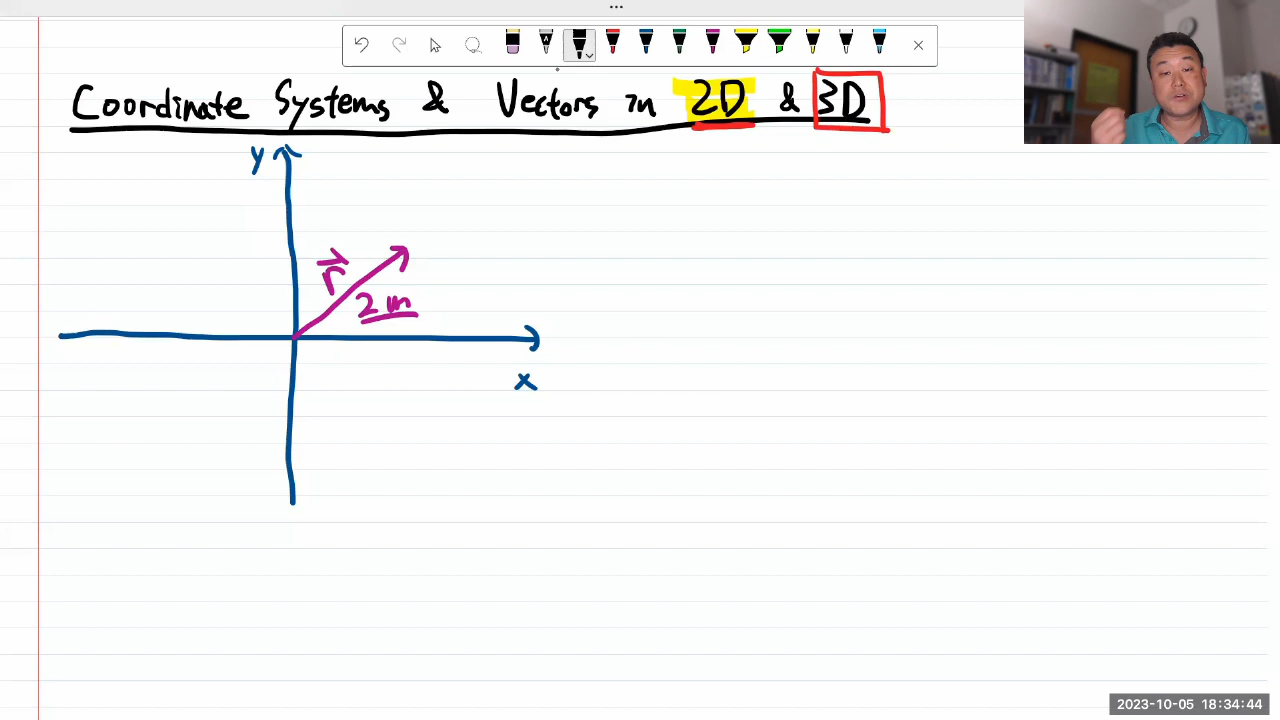 Coordinate Systems & Vectors in 2D & 3D
y
r
2 m
x
2023-10-05 18:34:44